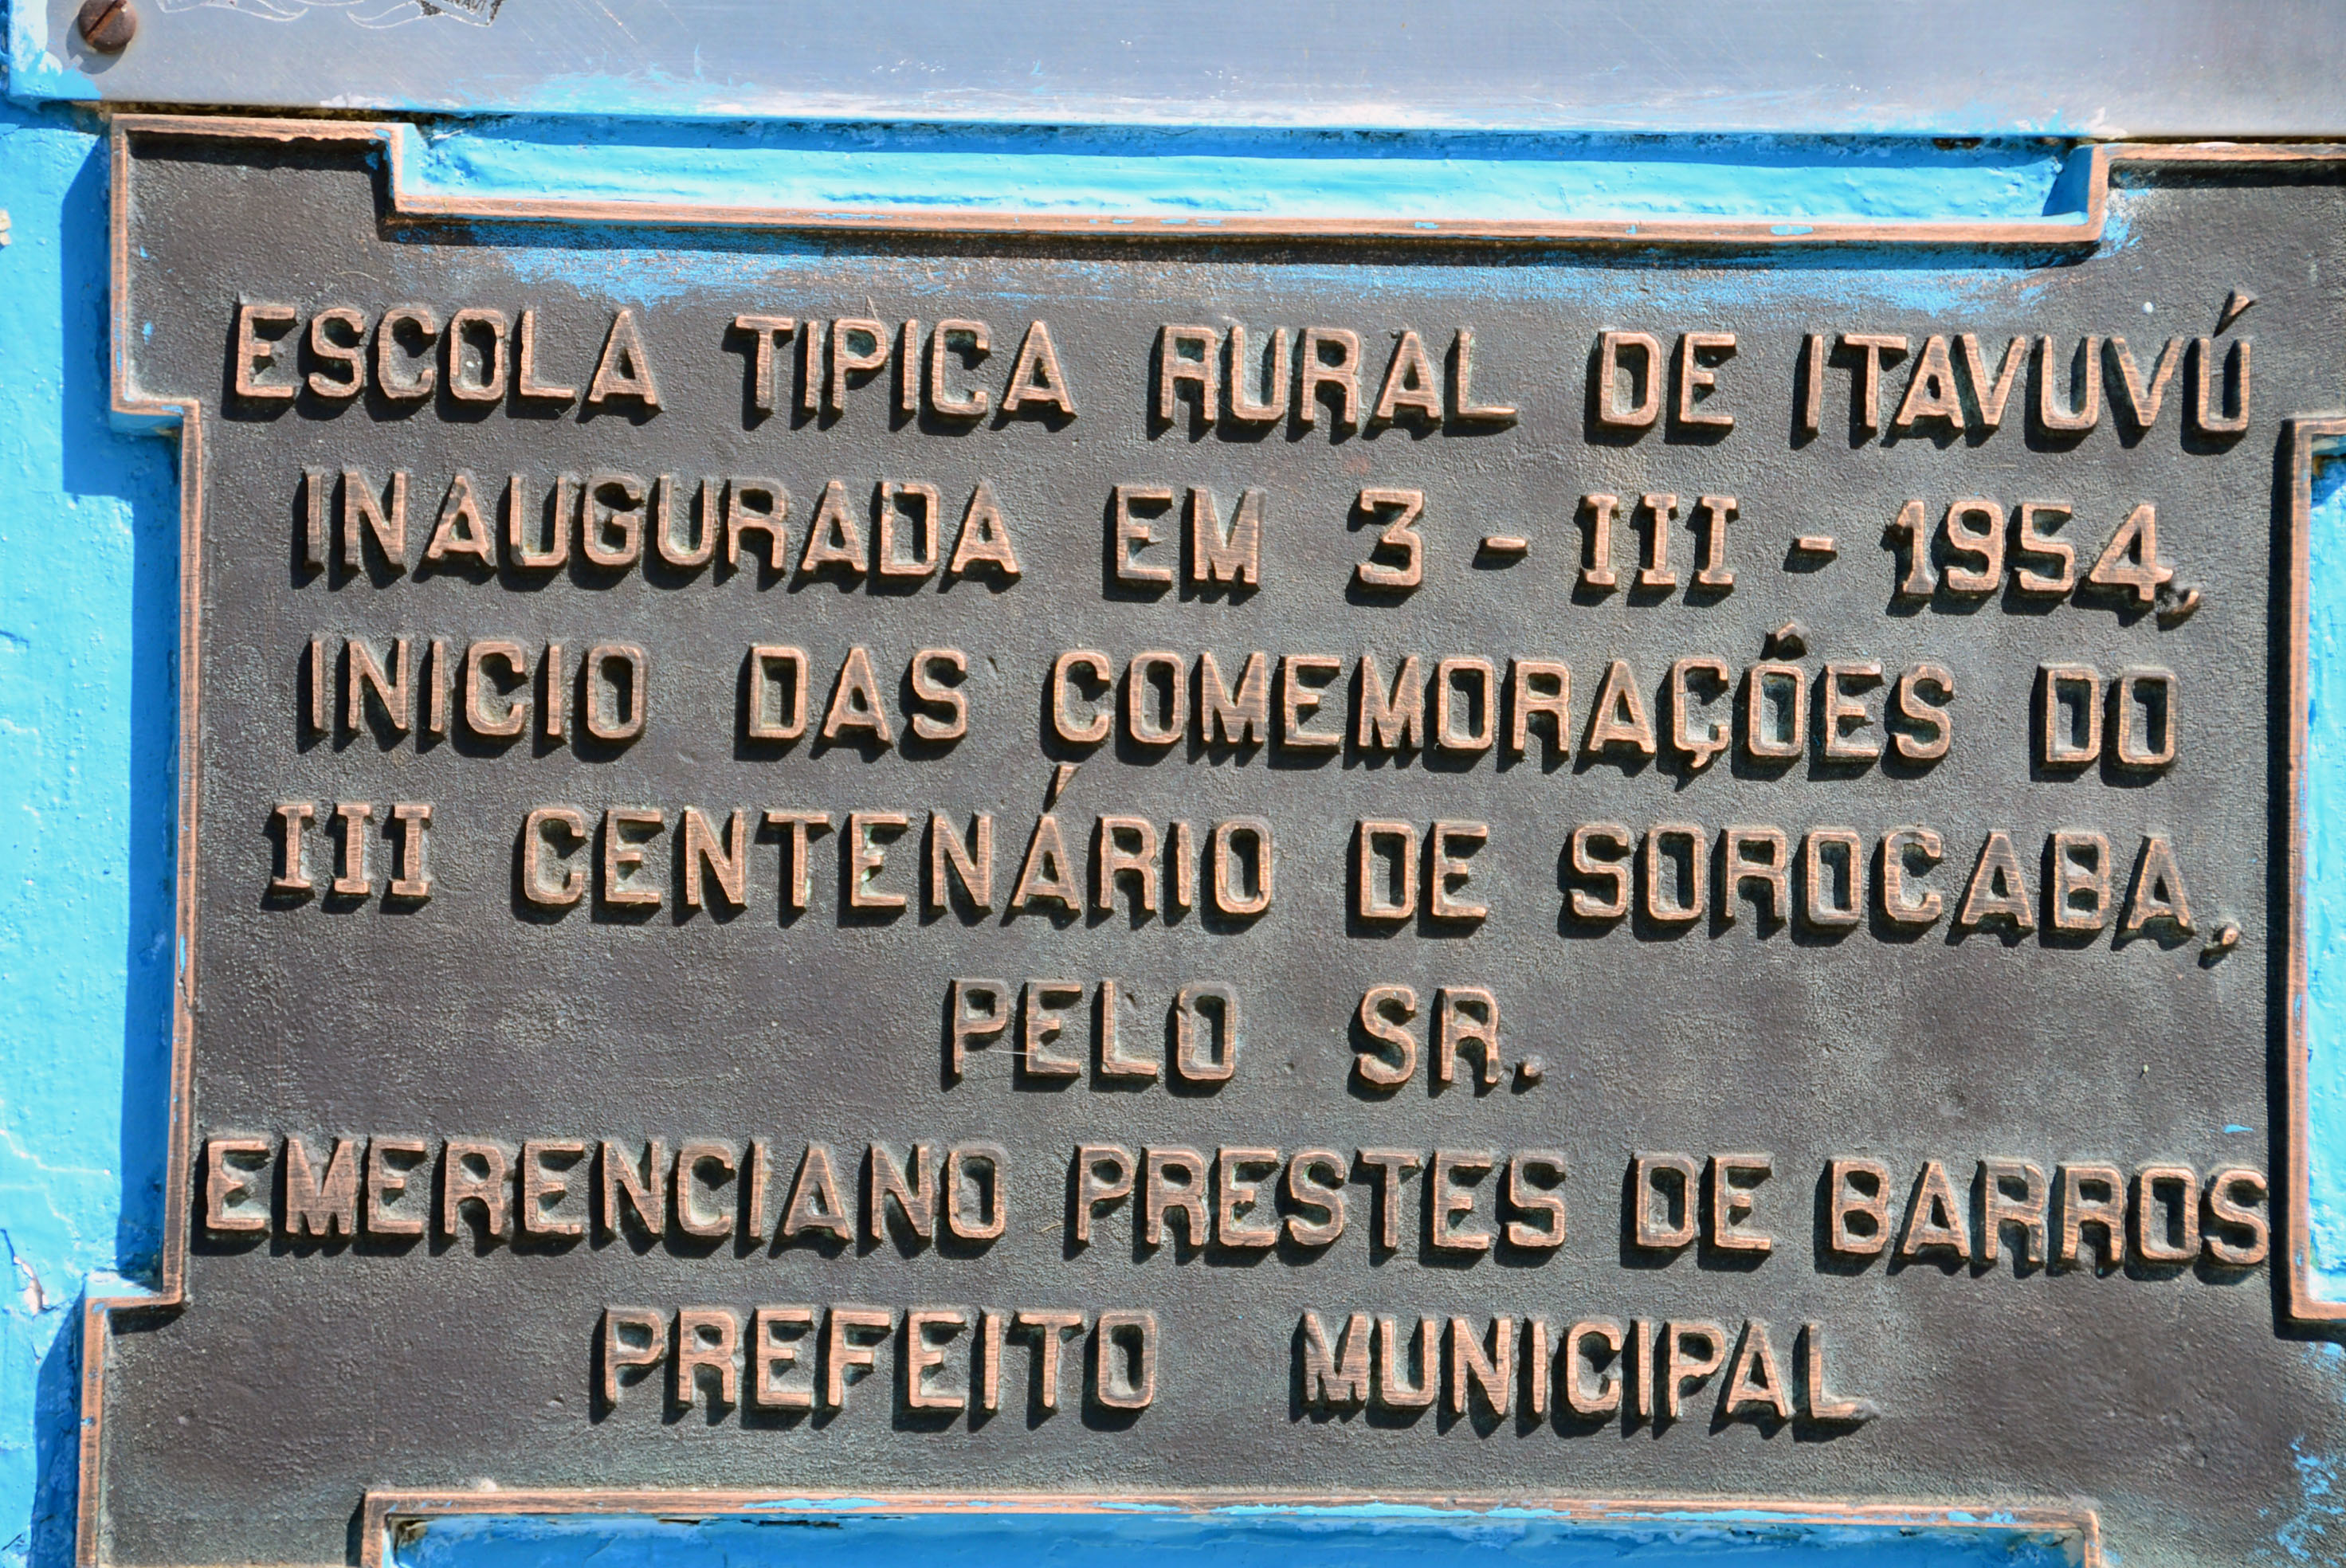 ESCOLA TIPICA RURAL DE ITAVUVÚ
INAUGURADA EM 3 - III - 1954,
INICIO DAS COMEMORAÇÔES DO
III CENTENÁRIO DE SOROCABA,
PELO SR.
EMERENCIANO PRESTES DE BARROS
PREFEITO MUNICIPAL